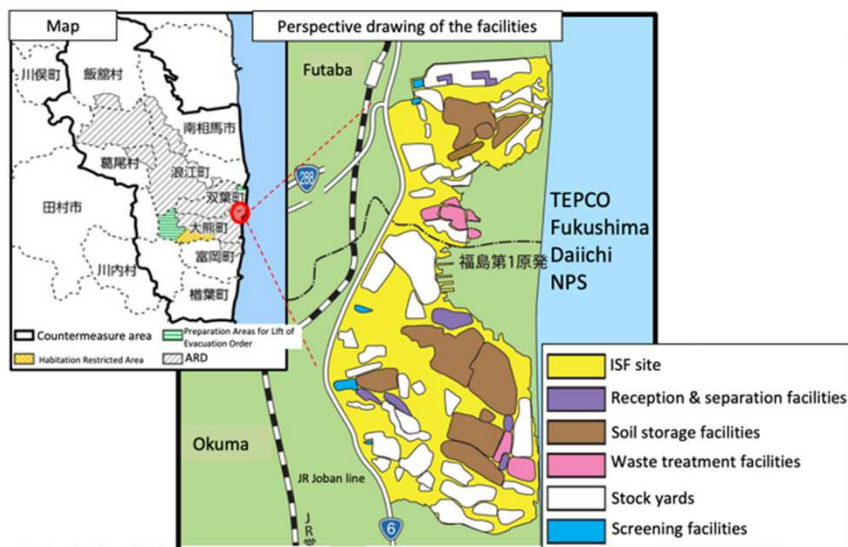 Map
Perspective drawing of the facilities
川俣町
飯舘村
南相馬市
葛尾村
浪江町
双葉町
田村市
大熊町
富岡町
川内村
楢葉町
Countermeasure area
Preparation Areas for Lift of
Evacuation Order
Habitation Restricted Area
ARD
Futaba
288
TEPCO
Fukushima
Daiichi
NPS
福島第1原発
Okuma
JR Joban line
JR常
6
ISF site
Reception & separation facilities
Soil storage facilities
Waste treatment facilities
Stock yards
Screening facilities